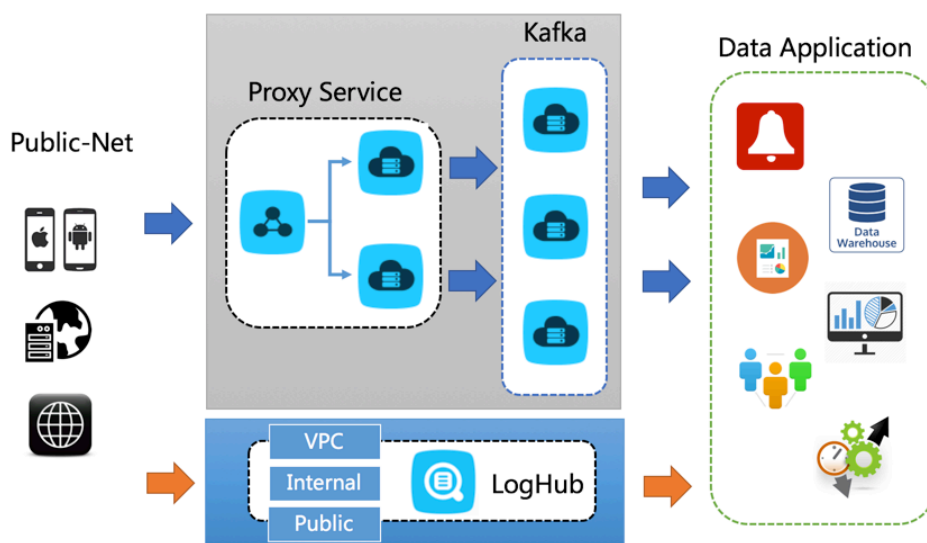 Kafka
Data Application
Proxy Service
Public-Net
Data
Warehouse
VPC
Internal
LogHub
Public